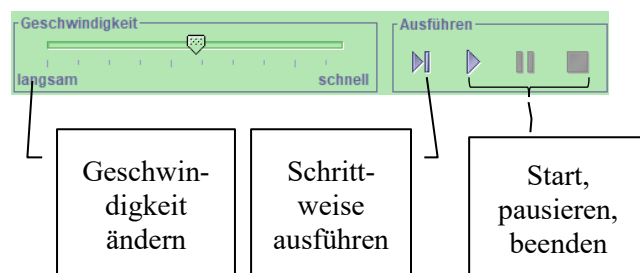 Geschwindigkeit
langsam
schnell
Ausführen
Geschwin-
digkeit
ändern
Schritt-
weise
ausführen
Start,
pausieren,
beenden